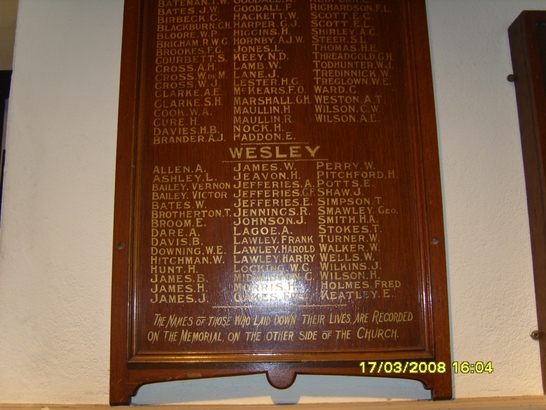 BATES. J.W. GOODALL. F. RICHARDSON. F.L.
BIRBECK. G. HACKETT. W. SCOTT. E.C.
BLACKBURN. G.H. HARPER. G.J. SCOTT. E.L.
BLOORE. W.P. HIGGINS. H. SHIRLEY. A.C.
BRIGHAM. R.W.G. HORNBY. A.J.W. STEER. S.L.
BROOKES. F.G. JONES. L. THOMAS. H.E.
CORBETT. S. KEEY. N.D. THREADGOLD. G.H.
CROSS. A.H. LAMB. W. TODHUNTER. W.J.
CROSS. Wm M. LANE. J. TREDINNICK. W.
CROSS. W.J. LESTER. H.G. TREGLOWN. W.E.
CLARKE. A.E. McKEARS. F.O. WARD. C.
CLARKE. S.H. MARSHALL. G.H. WESTON. A.T.
COOK. W.A. MAULLIN. H. WILSON. C.W.
CURE. H. MAULLIN. R. WILSON. A.E.
DAVIES. H.B. NOCK. H.
BRANDER. A.J. PADDON. E.
WESLEY
ALLEN. A. JAMES. W. PERRY. W.
ASHLEY. L. JEAVON. H. PITCHFORD. H.
BAILEY. VERNON JEFFERIES. A. POTTS. E.
BAILEY. VICTOR JEFFERIES. G.F. SHAW. J.
BATES. W. JEFFERIES. E. SIMPSON. T.
BROTHERTON. T. JENNINGS. R. SMAWLEY. GEO.
BROOM. E. JOHNSON. J. SMITH. H.A.
DARE. A. LAGOE. A. STOKES. T.
DAVIS. B. LAWLEY. FRANK TURNER. W.
DOWNING. W.E. LAWLEY. HAROLD WALKER. W.
HITCHMAN. W. LAWLEY HARRY WELLS. W.
HUNT. H. LOCKING. W.C. WILKINS. J.
JAMES. B. WILSON. H.
JAMES. H. MORRIS. H. HOLMES. FRED
JAMES. J. OAKES. KEATLEY. E.
THE NAMES OF THOSE WHO LAID DOWN THEIR LIVES, ARE RECORDED
ON THE MEMORIAL, ON THE OTHER SIDE OF THE CHURCH.
17/03/2008 16:04